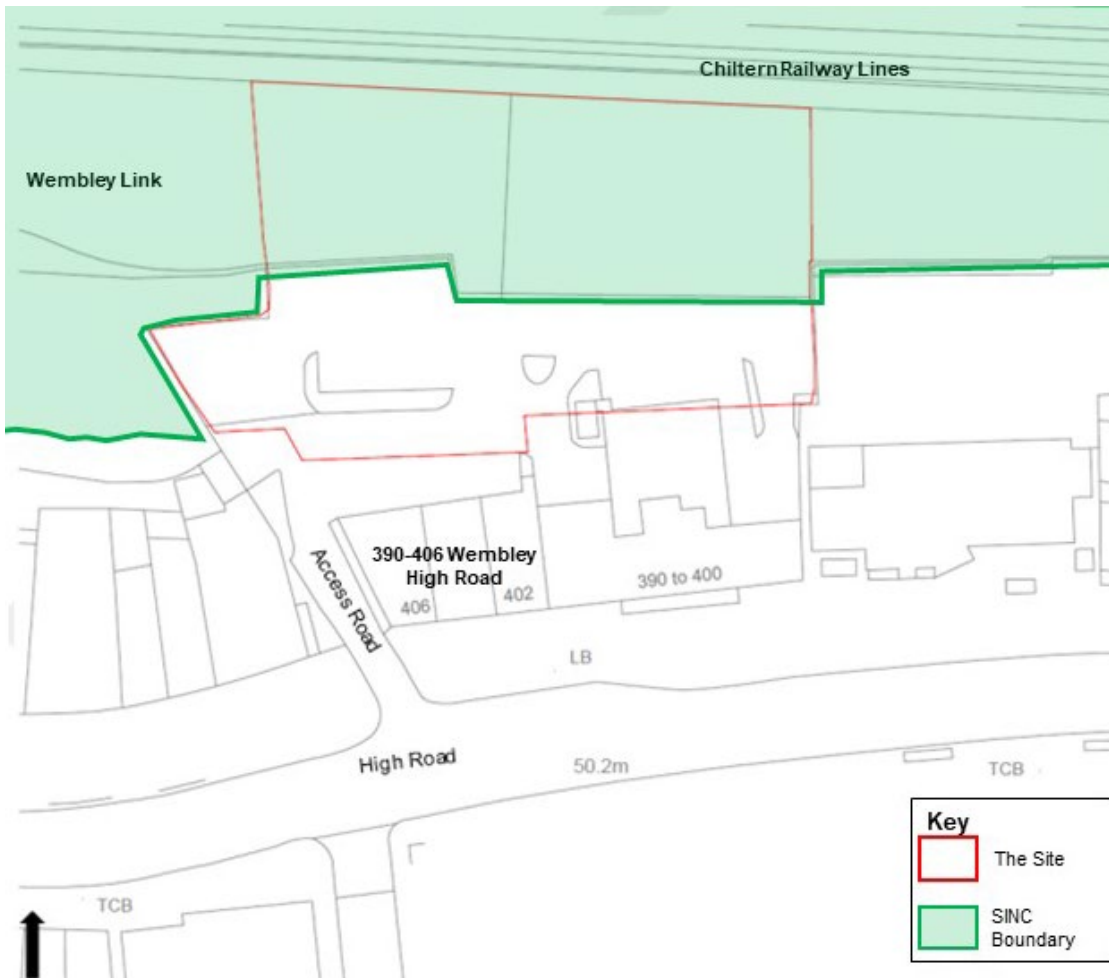 Chiltern Railway Lines
Wembley Link
390-406 Wembley
High Road
Access Road
406
402
390 to 400
LB
High Road
50.2m
TCB
TCB
Key
The Site
SINC
Boundary